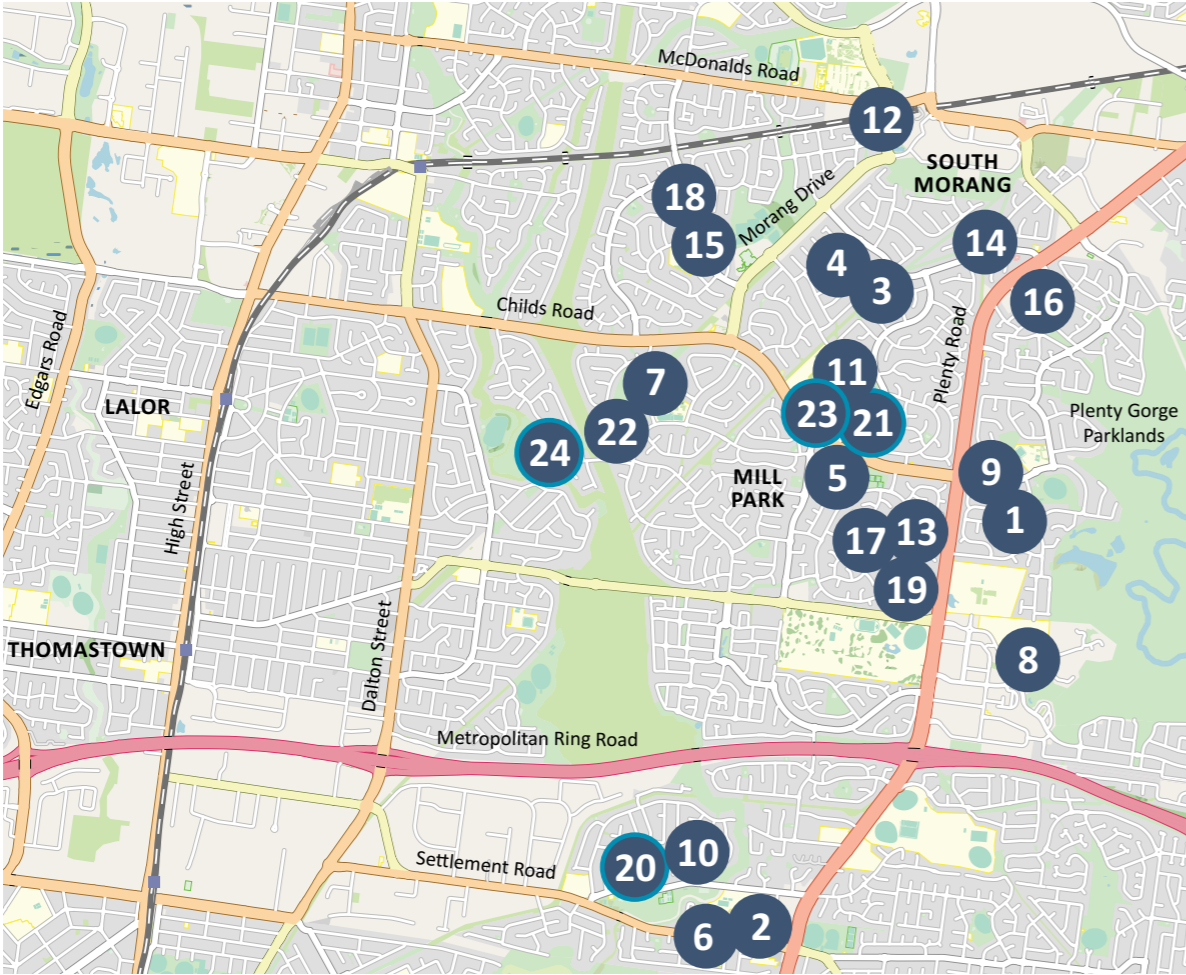 McDonalds Road
12
SOUTH
MORANG
18
Morang Drive
15
14
4
3
16
Childs Road
Plenty Road
Edgars Road
11
7
LALOR
23
21
Plenty Gorge
Parklands
22
24
MILL
PARK
5
9
High Street
1
17
13
19
THOMASTOWN
Dalton Street
8
Metropolitan Ring Road
Settlement Road
20
10
6
2